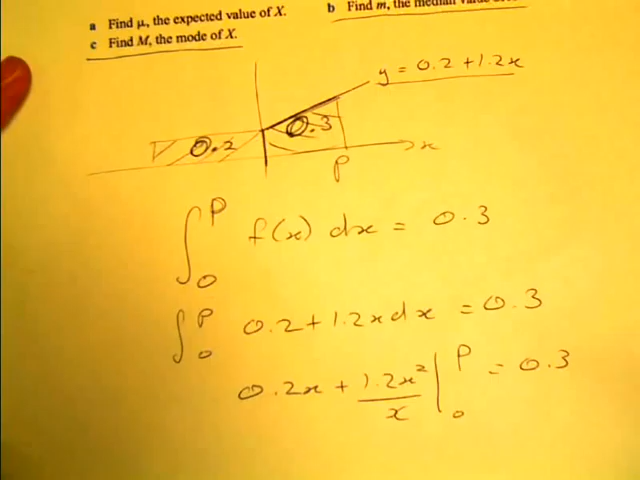 a Find μ, the expected value of X.
b Find m, the median value
c Find M, the mode of X.
y = 0.2 + 1.2x
0.2
0.3
x
P
∫₀ᴾ f(x) dx = 0.3
∫₀ᴾ 0.2 + 1.2x dx = 0.3
0.2x + 1.2x²/x |₀ᴾ = 0.3